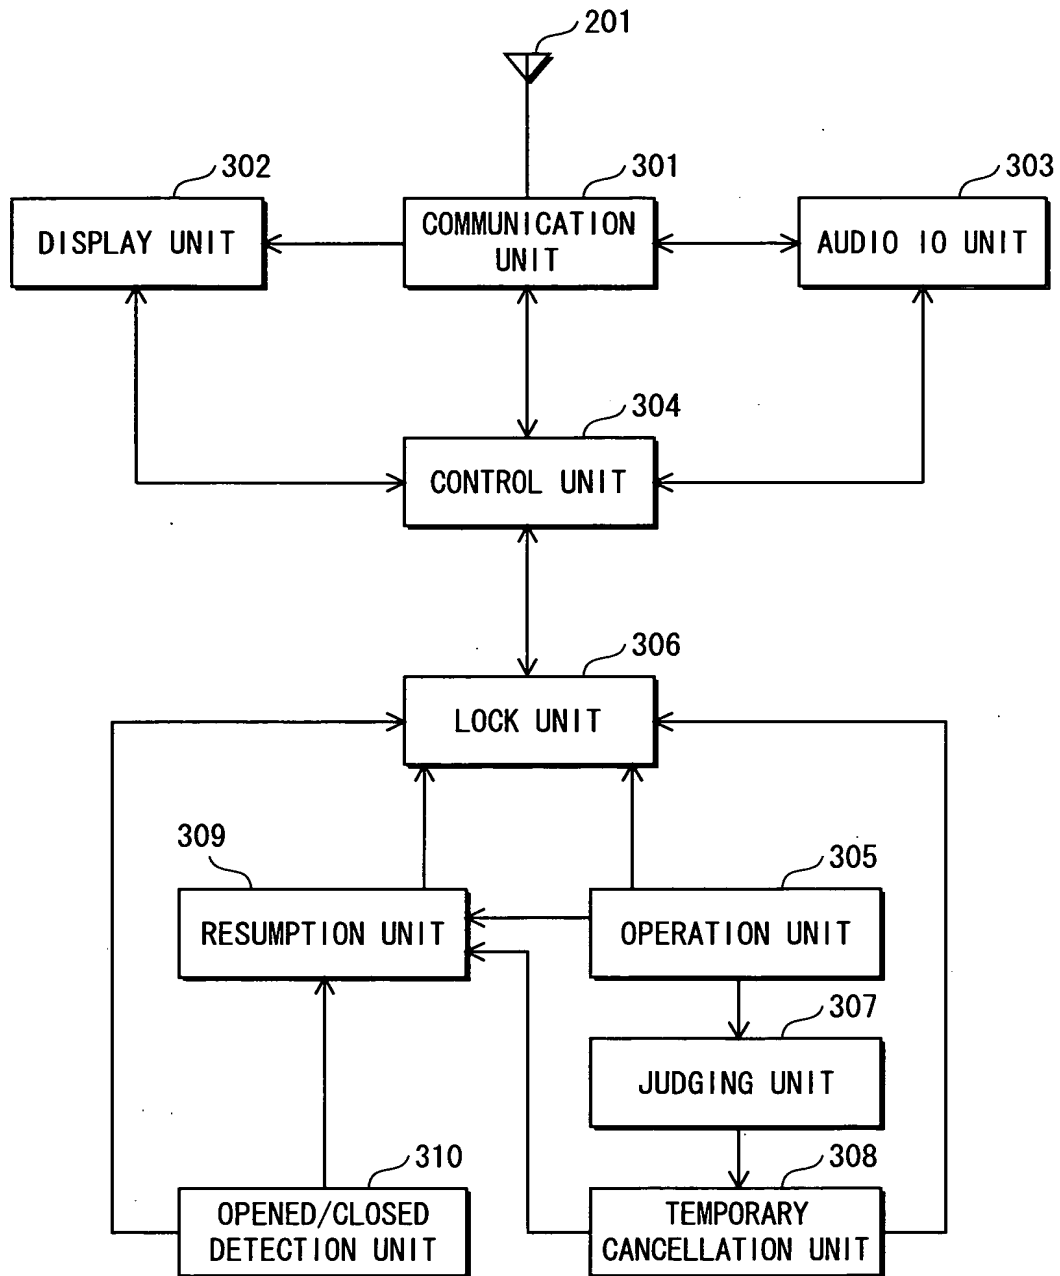 201
302
301
303
DISPLAY UNIT
COMMUNICATION
UNIT
AUDIO IO UNIT
304
CONTROL UNIT
306
LOCK UNIT
309
305
RESUMPTION UNIT
OPERATION UNIT
307
JUDGING UNIT
310
308
OPENED/CLOSED
DETECTION UNIT
TEMPORARY
CANCELLATION UNIT